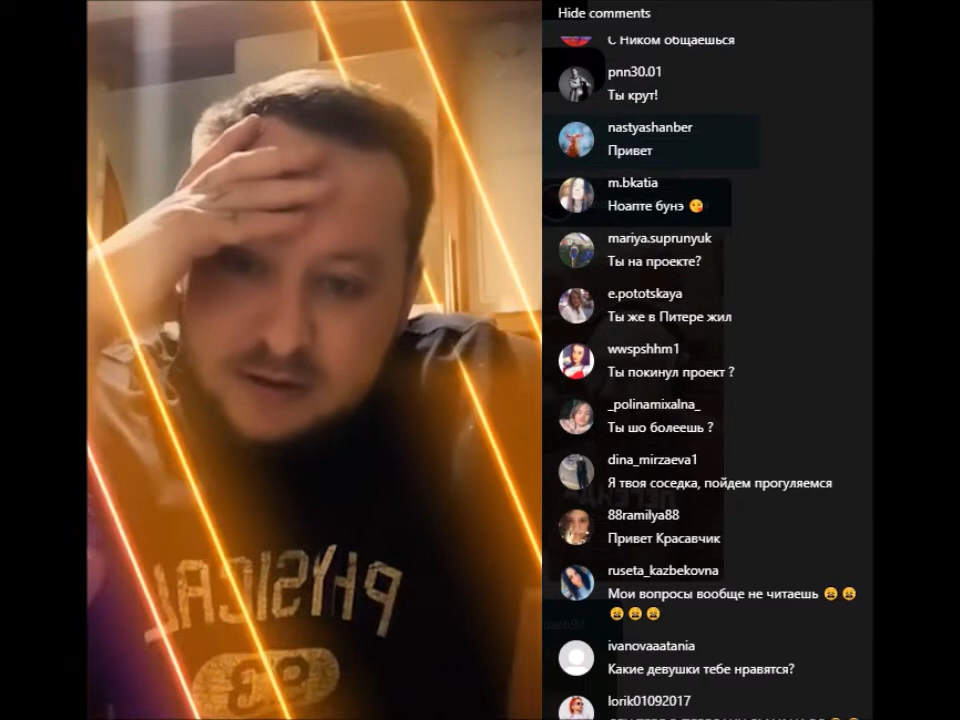 Hide comments
С Ником общаешься
pnn30.01
Ты крут!
nastyashanber
Привет
m.bkatia
Ноапте бунэ 😘
mariya.suprunyuk
Ты на проекте?
e.pototskaya
Ты же в Питере жил
wwspshhm1
Ты покинул проект ?
_polinamixalna_
Ты шо болеешь ?
dina_mirzaeva1
Я твоя соседка, пойдем прогуляемся
88ramilya88
Привет Красавчик
ruseta_kazbekovna
Мои вопросы вообще не читаешь 😩😩
😩😩😩
ivanovaaatania
Какие девушки тебе нравятся?
lorik01092017
PHYSICAL
93